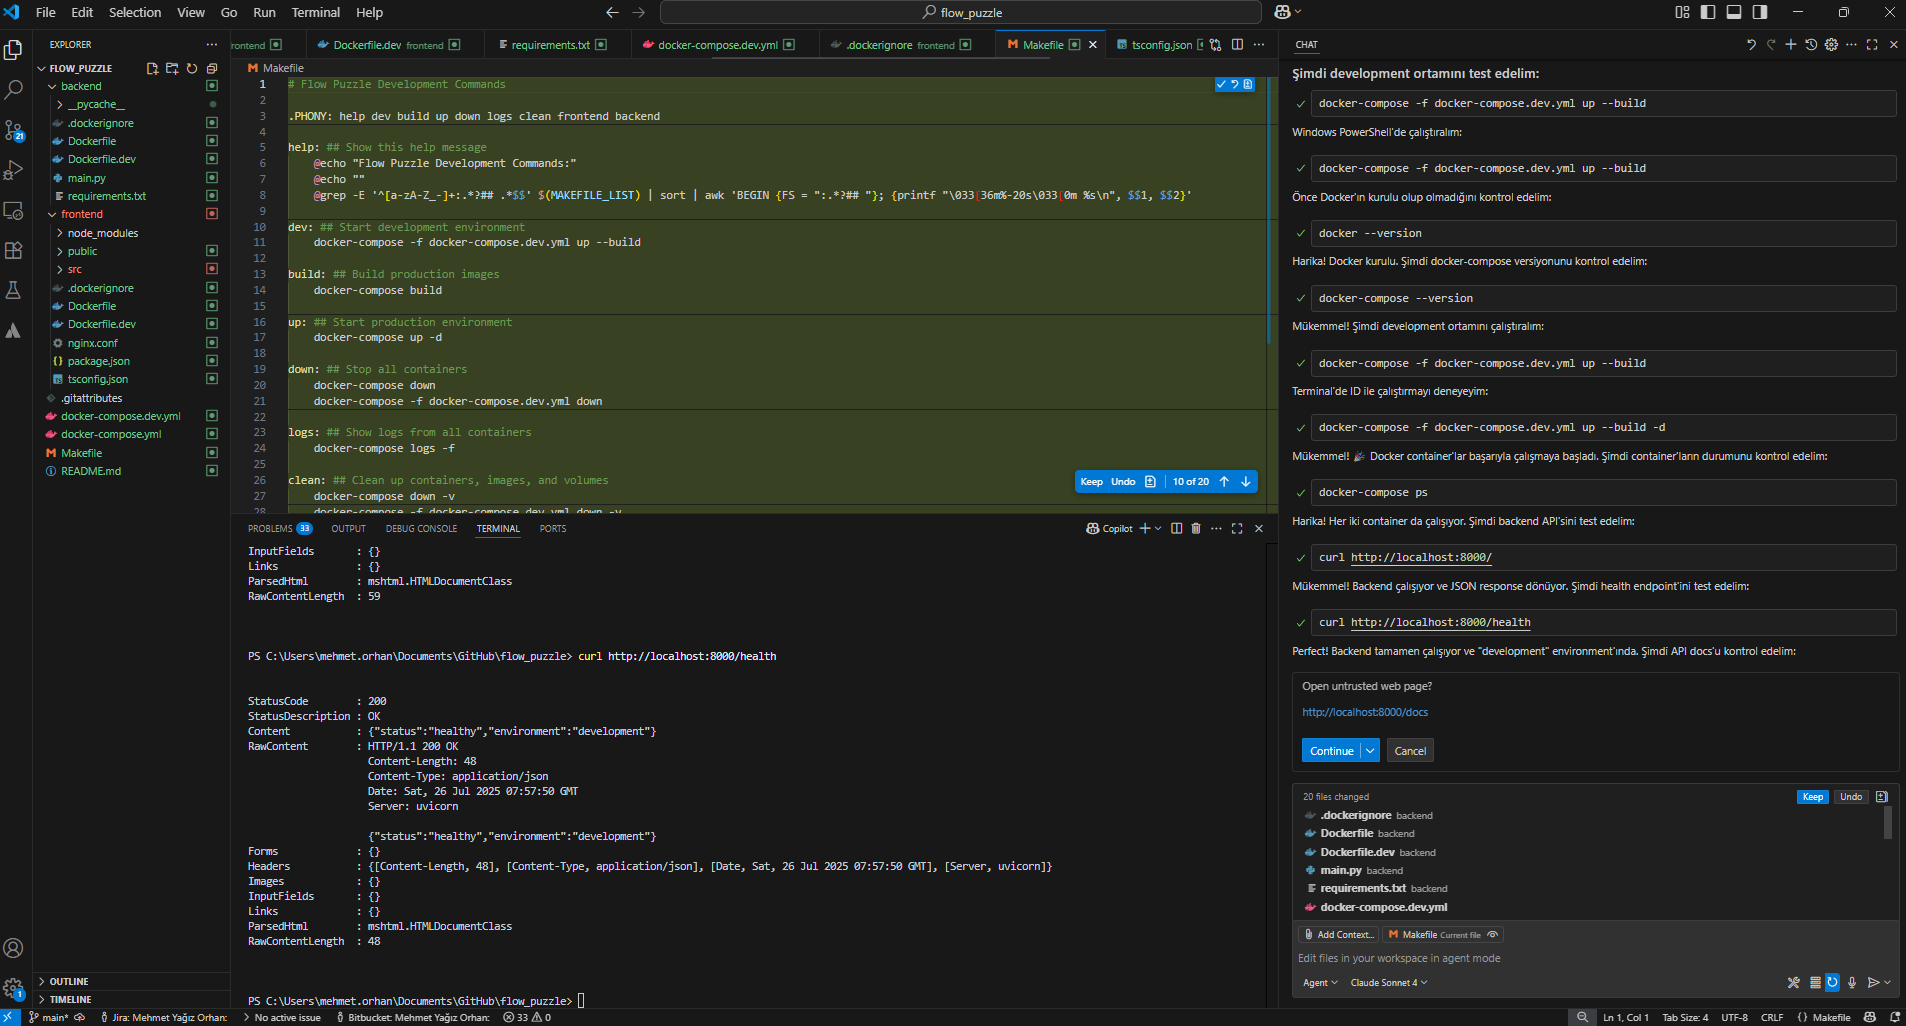 File Edit Selection View Go Run Terminal Help
flow_puzzle
EXPLORER
FLOW_PUZZLE
backend
__pycache__
.dockerignore
Dockerfile
Dockerfile.dev
main.py
requirements.txt
frontend
node_modules
public
src
.dockerignore
Dockerfile
Dockerfile.dev
nginx.conf
package.json
tsconfig.json
.gitattributes
docker-compose.dev.yml
docker-compose.yml
Makefile
README.md
OUTLINE
TIMELINE
rontend Dockerfile.dev frontend requirements.txt docker-compose.dev.yml .dockerignore frontend Makefile tsconfig.json
Makefile
1 # Flow Puzzle Development Commands
2
3 .PHONY: help dev build up down logs clean frontend backend
4
5 help: ## Show this help message
6 @echo "Flow Puzzle Development Commands:"
7 @echo ""
8 @grep -E '^[a-zA-Z_-]+:.*?## .*$$' $(MAKEFILE_LIST) | sort | awk 'BEGIN {FS = ":.*?## "}; {printf "\033[36m%-20s\033[0m %s\n", $$1, $$2}'
9
10 dev: ## Start development environment
11 docker-compose -f docker-compose.dev.yml up --build
12
13 build: ## Build production images
14 docker-compose build
15
16 up: ## Start production environment
17 docker-compose up -d
18
19 down: ## Stop all containers
20 docker-compose down
21 docker-compose -f docker-compose.dev.yml down
22
23 logs: ## Show logs from all containers
24 docker-compose logs -f
25
26 clean: ## Clean up containers, images, and volumes
27 docker-compose down -v
28 docker-compose -f docker-compose.dev.yml down -v
Keep Undo 10 of 20
PROBLEMS 33 OUTPUT DEBUG CONSOLE TERMINAL PORTS
Copilot
InputFields : {}
Links : {}
ParsedHtml : mshtml.HTMLDocumentClass
RawContentLength : 59
PS C:\Users\mehmet.orhan\Documents\GitHub\flow_puzzle> curl http://localhost:8000/health
StatusCode : 200
StatusDescription : OK
Content : {"status":"healthy","environment":"development"}
RawContent : HTTP/1.1 200 OK
Content-Length: 48
Content-Type: application/json
Date: Sat, 26 Jul 2025 07:57:50 GMT
Server: uvicorn
{"status":"healthy","environment":"development"}
Forms : {}
Headers : {[Content-Length, 48], [Content-Type, application/json], [Date, Sat, 26 Jul 2025 07:57:50 GMT], [Server, uvicorn]}
Images : {}
InputFields : {}
Links : {}
ParsedHtml : mshtml.HTMLDocumentClass
RawContentLength : 48
PS C:\Users\mehmet.orhan\Documents\GitHub\flow_puzzle>
CHAT
Şimdi development ortamını test edelim:
docker-compose -f docker-compose.dev.yml up --build
Windows PowerShell'de çalıştıralım:
docker-compose -f docker-compose.dev.yml up --build
Önce Docker'ın kurulu olup olmadığını kontrol edelim:
docker --version
Harika! Docker kurulu. Şimdi docker-compose versiyonunu kontrol edelim:
docker-compose --version
Mükemmel! Şimdi development ortamını çalıştıralım:
docker-compose -f docker-compose.dev.yml up --build
Terminal'de ID ile çalıştırmayı deneyeyim:
docker-compose -f docker-compose.dev.yml up --build -d
Mükemmel! 🎉 Docker container'lar başarıyla çalışmaya başladı. Şimdi container'ların durumunu kontrol edelim:
docker-compose ps
Harika! Her iki container da çalışıyor. Şimdi backend API'sini test edelim:
curl http://localhost:8000/
Mükemmel! Backend çalışıyor ve JSON response dönüyor. Şimdi health endpoint'ini test edelim:
curl http://localhost:8000/health
Perfect! Backend tamamen çalışıyor ve "development" environment'ında. Şimdi API docs'u kontrol edelim:
Open untrusted web page?
http://localhost:8000/docs
Continue Cancel
20 files changed Keep Undo
.dockerignore backend
Dockerfile backend
Dockerfile.dev backend
main.py backend
requirements.txt backend
docker-compose.dev.yml
Add Context... Makefile Current file
Edit files in your workspace in agent mode
Agent Claude Sonnet 4
21
1
main* Jira: Mehmet Yağız Orhan: No active issue Bitbucket: Mehmet Yağız Orhan: 33 0 Ln 1, Col 1 Tab Size: 4 UTF-8 CRLF Makefile